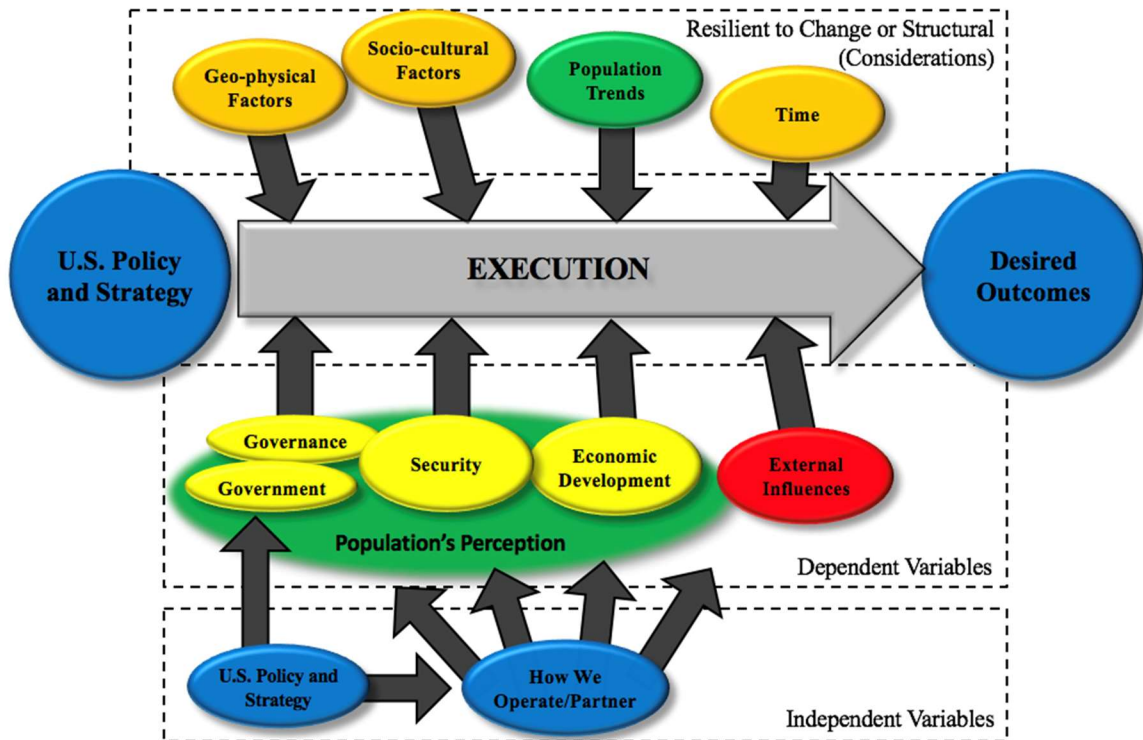 Resilient to Change or Structural
(Considerations)
Geo-physical
Factors
Socio-cultural
Factors
Population
Trends
Time
U.S. Policy
and Strategy
EXECUTION
Desired
Outcomes
Governance
Government
Security
Economic
Development
External
Influences
Population's Perception
Dependent Variables
U.S. Policy and
Strategy
How We
Operate/Partner
Independent Variables